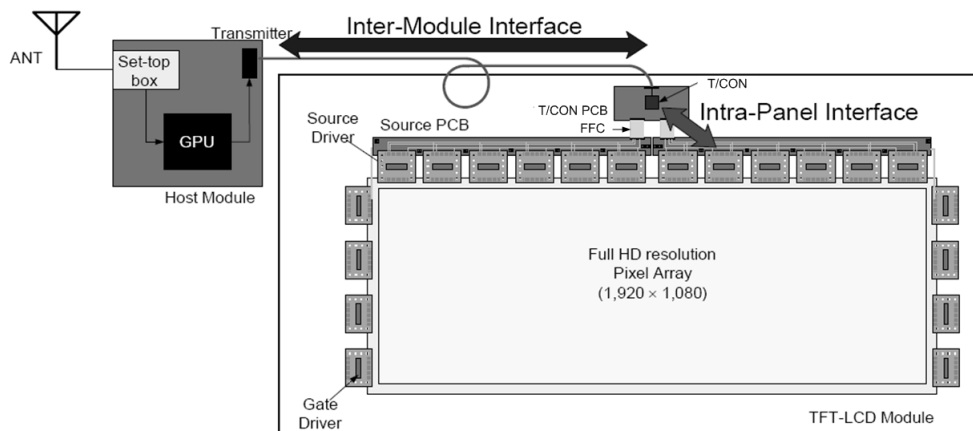 Inter-Module Interface
Transmitter
ANT
Set-top
box
GPU
Host Module
T/CON
T/CON PCB
FFC
Intra-Panel Interface
Source
Driver
Source PCB
Full HD resolution
Pixel Array
(1,920 × 1,080)
Gate
Driver
TFT-LCD Module